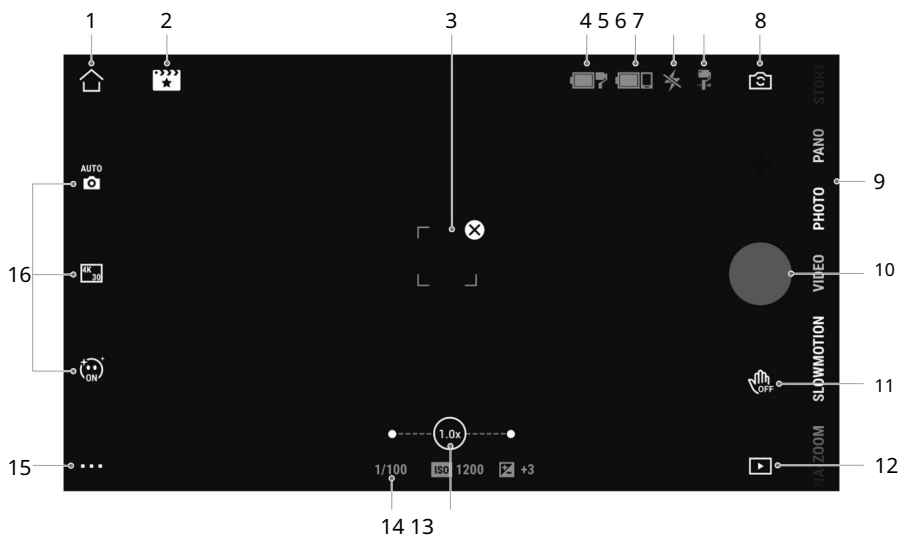 1 2 3 4 5 6 7 8
STORY
PANO
AUTO
9
PHOTO
16
4K
30
VIDEO
10
ON
SLOWMOTION
OFF
11
1.0x
15
1/100 ISO 1200 +3
12
14 13